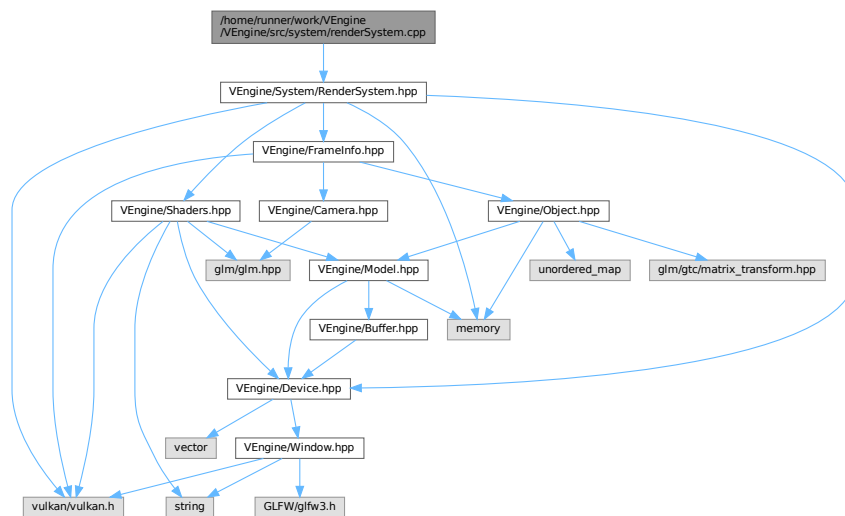 /home/runner/work/VEngine
/VEngine/src/system/renderSystem.cpp
VEngine/System/RenderSystem.hpp
VEngine/FrameInfo.hpp
VEngine/Shaders.hpp
VEngine/Camera.hpp
VEngine/Object.hpp
glm/glm.hpp
VEngine/Model.hpp
unordered_map
glm/gtc/matrix_transform.hpp
VEngine/Buffer.hpp
memory
VEngine/Device.hpp
vector
VEngine/Window.hpp
vulkan/vulkan.h
string
GLFW/glfw3.h